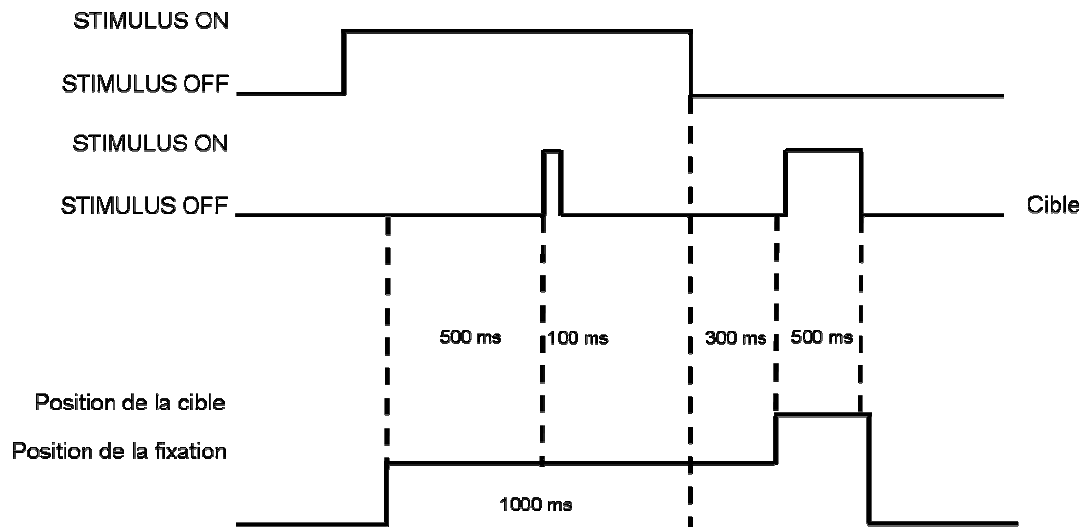 STIMULUS ON
STIMULUS OFF
STIMULUS ON
STIMULUS OFF
Cible
500 ms
100 ms
300 ms
500 ms
Position de la cible
Position de la fixation
1000 ms